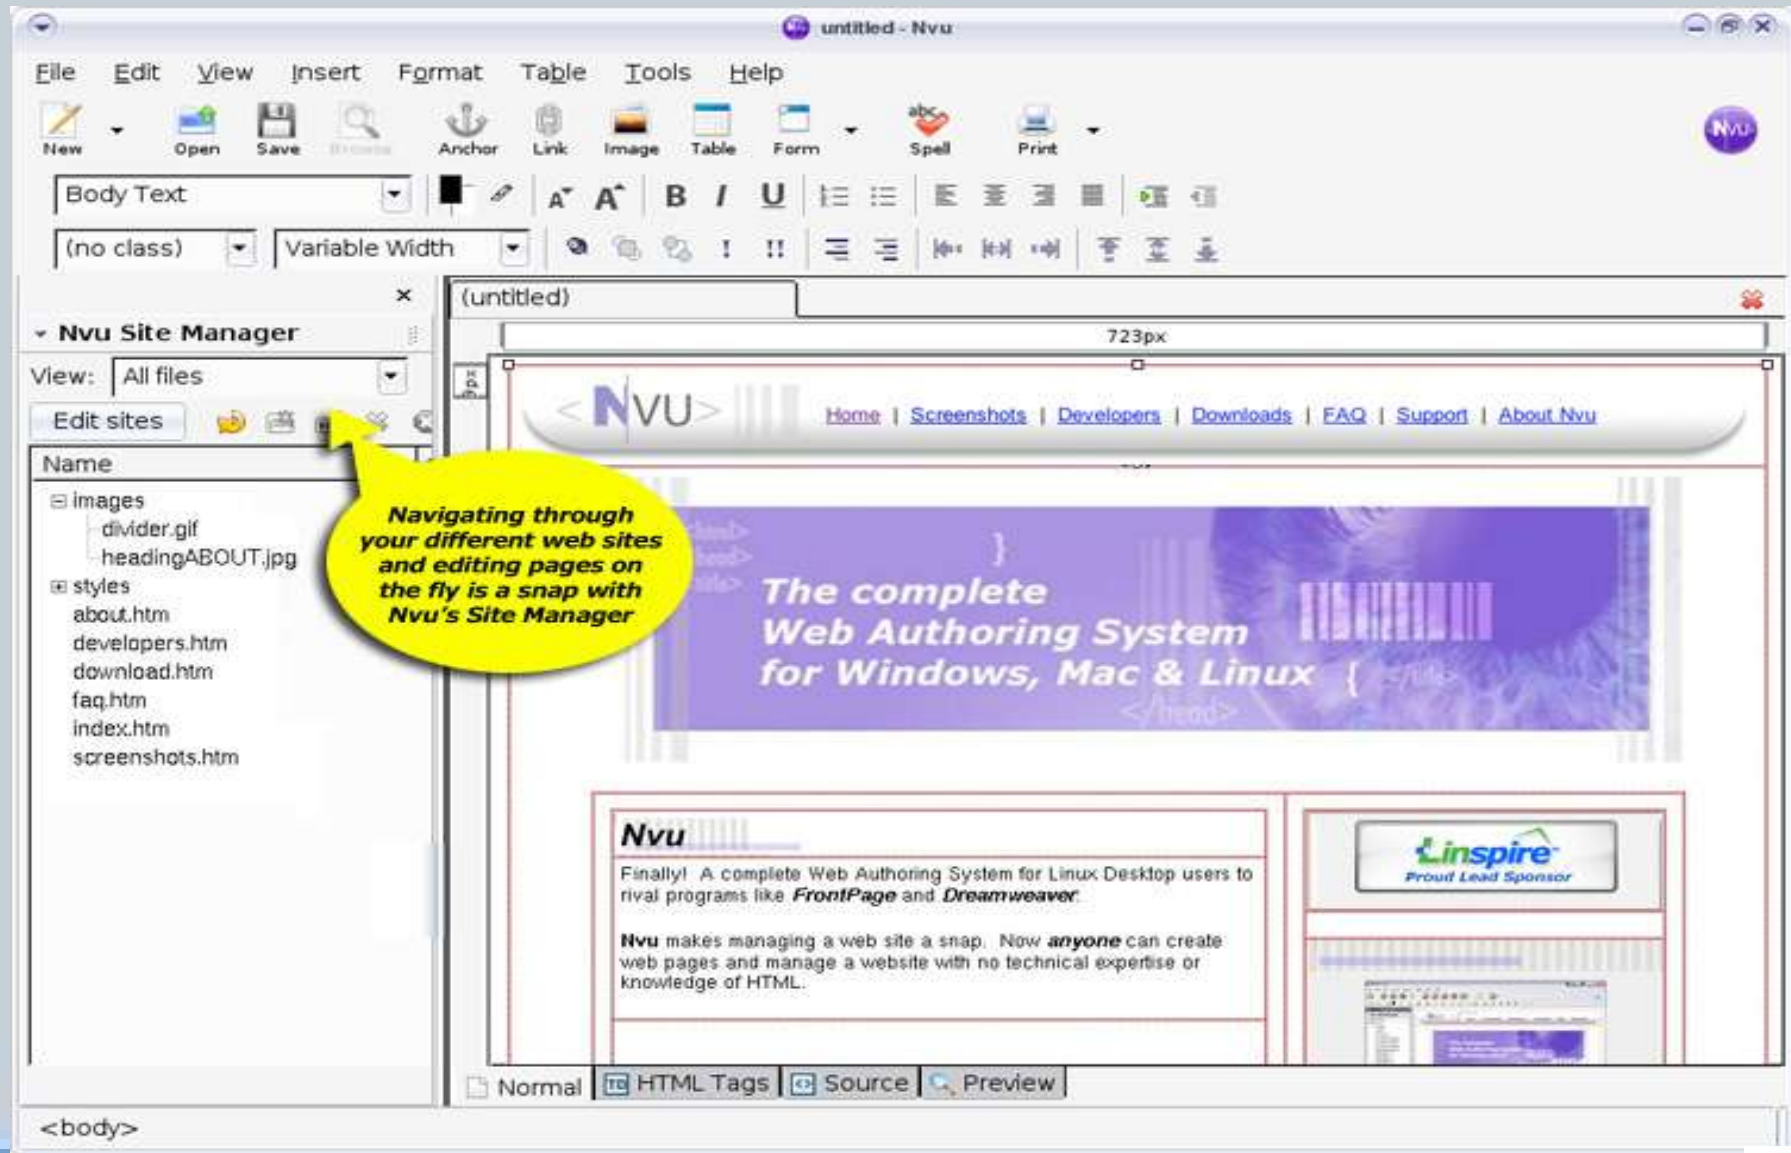 untitled - Nvu
File Edit View Insert Format Table Tools Help
New Open Save Browse Anchor Link Image Table Form Spell Print
NVU
Body Text A A B I U
(no class) Variable Width ! !!
(untitled)
Nvu Site Manager
723px
View: All files
px
Edit sites
<NVU> Home | Screenshots | Developers | Downloads | FAQ | Support | About Nvu
Name
images
divider.gif
headingABOUT.jpg
styles
about.htm
developers.htm
download.htm
faq.htm
index.htm
screenshots.htm
Navigating through
your different web sites
and editing pages on
the fly is a snap with
Nvu's Site Manager
}
The complete
Web Authoring System
for Windows, Mac & Linux { </title>
</head>
Nvu
Finally! A complete Web Authoring System for Linux Desktop users to
rival programs like FrontPage and Dreamweaver.
Nvu makes managing a web site a snap. Now anyone can create
web pages and manage a website with no technical expertise or
knowledge of HTML.
Linspire
Proud Lead Sponsor
Normal HTML Tags Source Preview
<body>